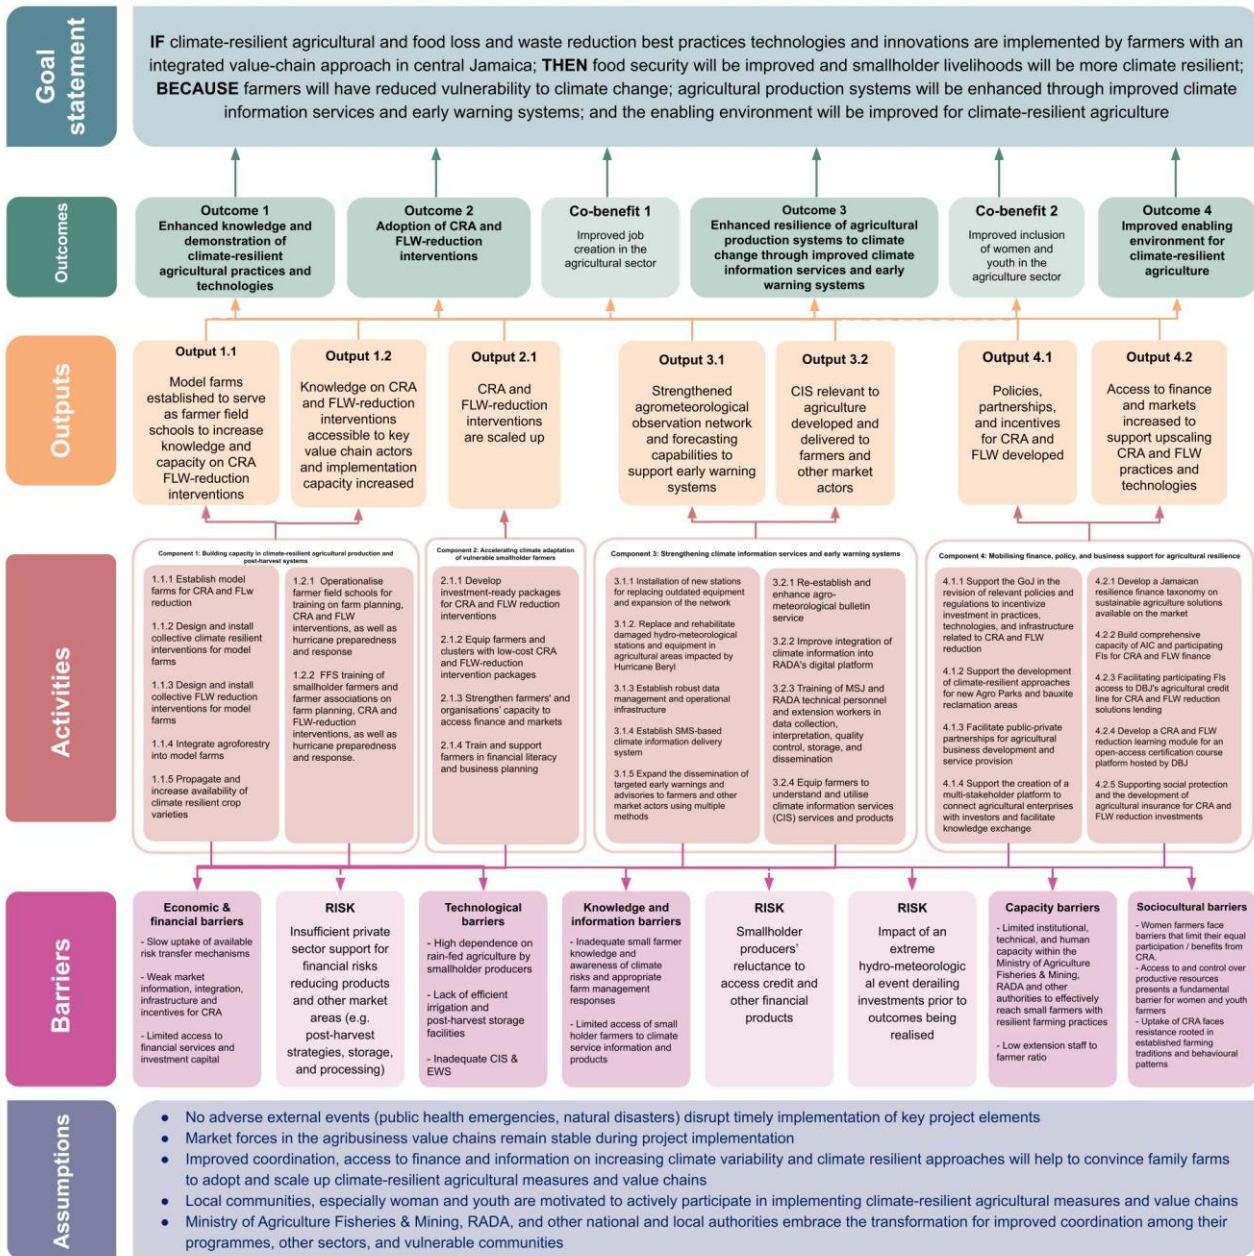 Goal
statement
IF climate-resilient agricultural and food loss and waste reduction best practices technologies and innovations are implemented by farmers with an
integrated value-chain approach in central Jamaica; THEN food security will be improved and smallholder livelihoods will be more climate resilient;
BECAUSE farmers will have reduced vulnerability to climate change; agricultural production systems will be enhanced through improved climate
information services and early warning systems; and the enabling environment will be improved for climate-resilient agriculture
Outcomes
Outcome 1
Enhanced knowledge and
demonstration of
climate-resilient
agricultural practices and
technologies
Outcome 2
Adoption of CRA and
FLW-reduction
interventions
Co-benefit 1
Improved job
creation in the
agricultural sector
Outcome 3
Enhanced resilience of agricultural
production systems to climate
change through improved climate
information services and early
warning systems
Co-benefit 2
Improved inclusion
of women and
youth in the
agriculture sector
Outcome 4
Improved enabling
environment for
climate-resilient
agriculture
Outputs
Output 1.1
Model farms
established to serve
as farmer field
schools to increase
knowledge and
capacity on CRA
FLW-reduction
interventions
Output 1.2
Knowledge on CRA
and FLW-reduction
interventions
accessible to key
value chain actors
and implementation
capacity increased
Output 2.1
CRA and
FLW-reduction
interventions
are scaled up
Output 3.1
Strengthened
agrometeorological
observation network
and forecasting
capabilities to
support early warning
systems
Output 3.2
CIS relevant to
agriculture
developed and
delivered to
farmers and
other market
actors
Output 4.1
Policies,
partnerships,
and incentives
for CRA and
FLW developed
Output 4.2
Access to finance
and markets
increased to
support upscaling
CRA and FLW
practices and
technologies
Activities
Component 1: Building capacity in climate-resilient agricultural production and
post-harvest systems
1.1.1 Establish model
farms for CRA and FLw
reduction
1.1.2 Design and install
collective climate resilient
interventions for model
farms
1.1.3 Design and install
collective FLW reduction
interventions for model
farms
1.1.4 Integrate agroforestry
into model farms
1.1.5 Propagate and
increase availability of
climate resilient crop
varieties
1.2.1 Operationalise
farmer field schools for
training on farm planning,
CRA and FLW
interventions, as well as
hurricane preparedness
and response
1.2.2 FFS training of
smallholder farmers and
farmer associations on
farm planning, CRA and
FLW-reduction
interventions, as well as
hurricane preparedness
and response.
Component 2: Accelerating climate adaptation
of vulnerable smallholder farmers
2.1.1 Develop
investment-ready packages
for CRA and FLW reduction
interventions
2.1.2 Equip farmers and
clusters with low-cost CRA
and FLW-reduction
intervention packages
2.1.3 Strengthen farmers' and
organisations' capacity to
access finance and markets
2.1.4 Train and support
farmers in financial literacy
and business planning
Component 3: Strengthening climate information services and early warning systems
3.1.1 Installation of new stations
for replacing outdated equipment
and expansion of the network
3.1.2. Replace and rehabilitate
damaged hydro-meteorological
stations and equipment in
agricultural areas impacted by
Hurricane Beryl
3.1.3 Establish robust data
management and operational
infrastructure
3.1.4 Establish SMS-based
climate information delivery
system
3.1.5 Expand the dissemination of
targeted early warnings and
advisories to farmers and other
market actors using multiple
methods
3.2.1 Re-establish and
enhance agro-
meteorological bulletin
service
3.2.2 Improve integration of
climate information into
RADA's digital platform
3.2.3 Training of MSJ and
RADA technical personnel
and extension workers in
data collection,
interpretation, quality
control, storage, and
dissemination
3.2.4 Equip farmers to
understand and utilise
climate information services
(CIS) services and products
Component 4: Mobilising finance, policy, and business support for agricultural resilience
4.1.1 Support the GoJ in the
revision of relevant policies and
regulations to incentivize
investment in practices,
technologies, and infrastructure
related to CRA and FLW
reduction
4.1.2 Support the development
of climate-resilient approaches
for new Agro Parks and bauxite
reclamation areas
4.1.3 Facilitate public-private
partnerships for agricultural
business development and
service provision
4.1.4 Support the creation of a
multi-stakeholder platform to
connect agricultural enterprises
with investors and facilitate
knowledge exchange
4.2.1 Develop a Jamaican
resilience finance taxonomy on
sustainable agriculture solutions
available on the market
4.2.2 Build comprehensive
capacity of AIC and participating
FIs for CRA and FLW finance
4.2.3 Facilitating participating FIs
access to DBJ's agricultural credit
line for CRA and FLW reduction
solutions lending
4.2.4 Develop a CRA and FLW
reduction learning module for an
open-access certification course
platform hosted by DBJ
4.2.5 Supporting social protection
and the development of
agricultural insurance for CRA and
FLW reduction investments
Barriers
Economic &
financial barriers
- Slow uptake of available
risk transfer mechanisms
- Weak market
information, integration,
infrastructure and
incentives for CRA
- Limited access to
financial services and
investment capital
RISK
Insufficient private
sector support for
financial risks
reducing products
and other market
areas (e.g.
post-harvest
strategies, storage,
and processing)
Technological
barriers
- High dependence on
rain-fed agriculture by
smallholder producers
- Lack of efficient
irrigation and
post-harvest storage
facilities
- Inadequate CIS &
EWS
Knowledge and
information barriers
- Inadequate small farmer
knowledge and
awareness of climate
risks and appropriate
farm management
responses
- Limited access of small
holder farmers to climate
service information and
products
RISK
Smallholder
producers'
reluctance to
access credit and
other financial
products
RISK
Impact of an
extreme
hydro-meteorologic
al event derailing
investments prior to
outcomes being
realised
Capacity barriers
- Limited institutional,
technical, and human
capacity within the
Ministry of Agriculture
Fisheries & Mining,
RADA and other
authorities to effectively
reach small farmers with
resilient farming practices
- Low extension staff to
farmer ratio
Sociocultural barriers
- Women farmers face
barriers that limit their equal
participation / benefits from
CRA.
- Access to and control over
productive resources
presents a fundamental
barrier for women and youth
farmers
- Uptake of CRA faces
resistance rooted in
established farming
traditions and behavioural
patterns
Assumptions
● No adverse external events (public health emergencies, natural disasters) disrupt timely implementation of key project elements
● Market forces in the agribusiness value chains remain stable during project implementation
● Improved coordination, access to finance and information on increasing climate variability and climate resilient approaches will help to convince family farms
to adopt and scale up climate-resilient agricultural measures and value chains
● Local communities, especially woman and youth are motivated to actively participate in implementing climate-resilient agricultural measures and value chains
● Ministry of Agriculture Fisheries & Mining, RADA, and other national and local authorities embrace the transformation for improved coordination among their
programmes, other sectors, and vulnerable communities